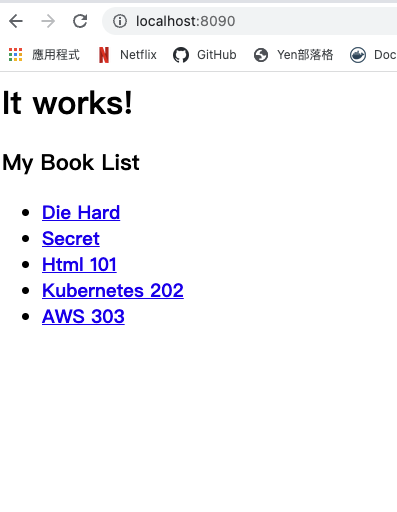 localhost:8090
應用程式 Netflix GitHub Yen部落格 Doc
It works!
My Book List
Die Hard
Secret
Html 101
Kubernetes 202
AWS 303